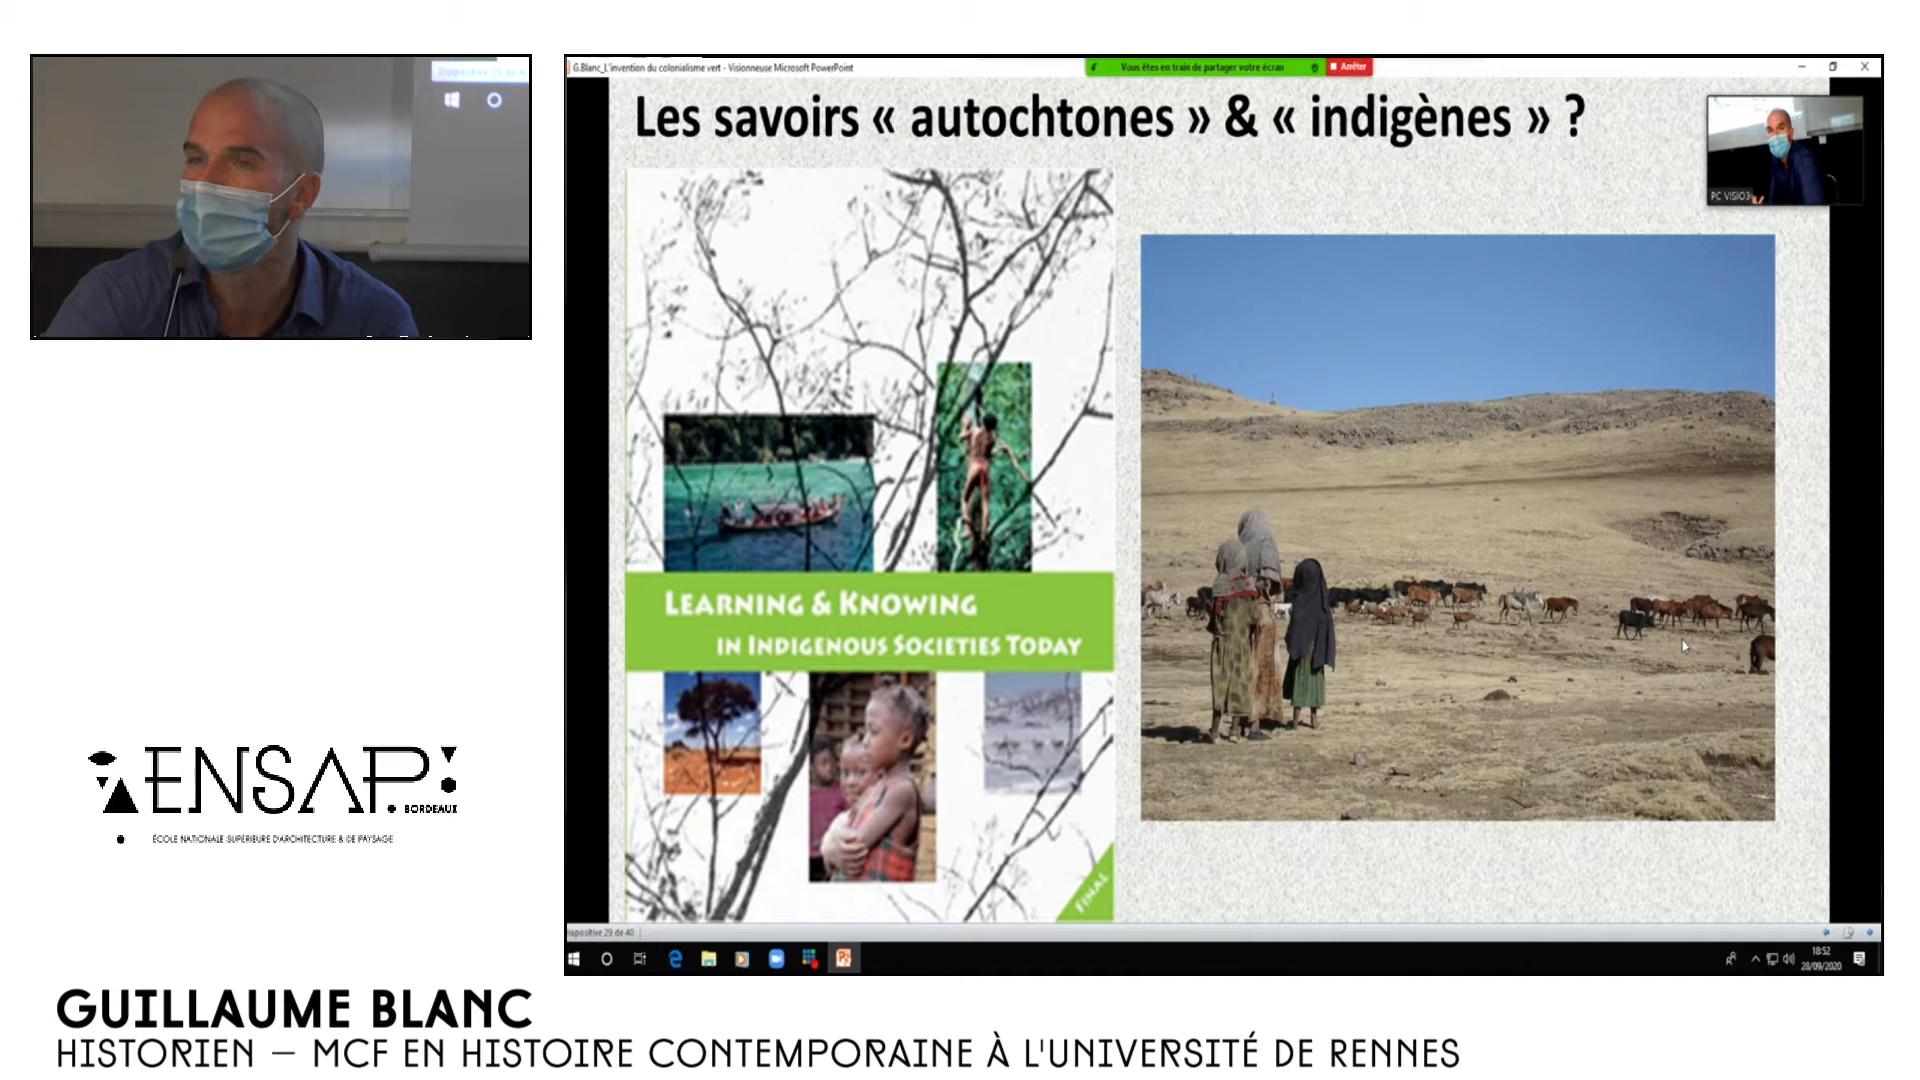 G.Blanc_L'invention du colonialisme vert - Visionneuse Microsoft PowerPoint
Vous êtes en train de partager votre écran
Arrêter
Les savoirs « autochtones » & « indigènes » ?
PC VISIO3
LEARNING & KNOWING
IN INDIGENOUS SOCIETIES TODAY
FINAL
ENSAP
BORDEAUX
ÉCOLE NATIONALE SUPÉRIEURE D'ARCHITECTURE & DE PAYSAGE
iapositive 29 de 40
18:52
28/09/2020
GUILLAUME BLANC
HISTORIEN – MCF EN HISTOIRE CONTEMPORAINE À L'UNIVERSITÉ DE RENNES